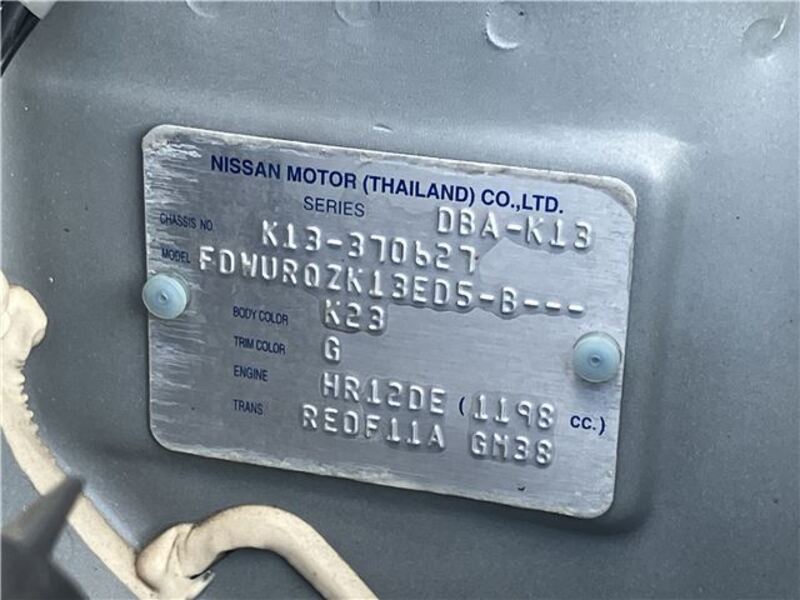 NISSAN MOTOR (THAILAND) CO.,LTD.
SERIES DBA-K13
CHASSIS NO. K13-370627
MODEL FDWURQZK13ED5-B---
BODY COLOR K23
TRIM COLOR G
ENGINE HR12DE (1198 CC.)
TRANS RE0F11A GM38